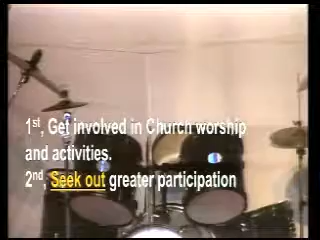 1st, Get involved in Church worship
and activities.
2nd, Seek out greater participation